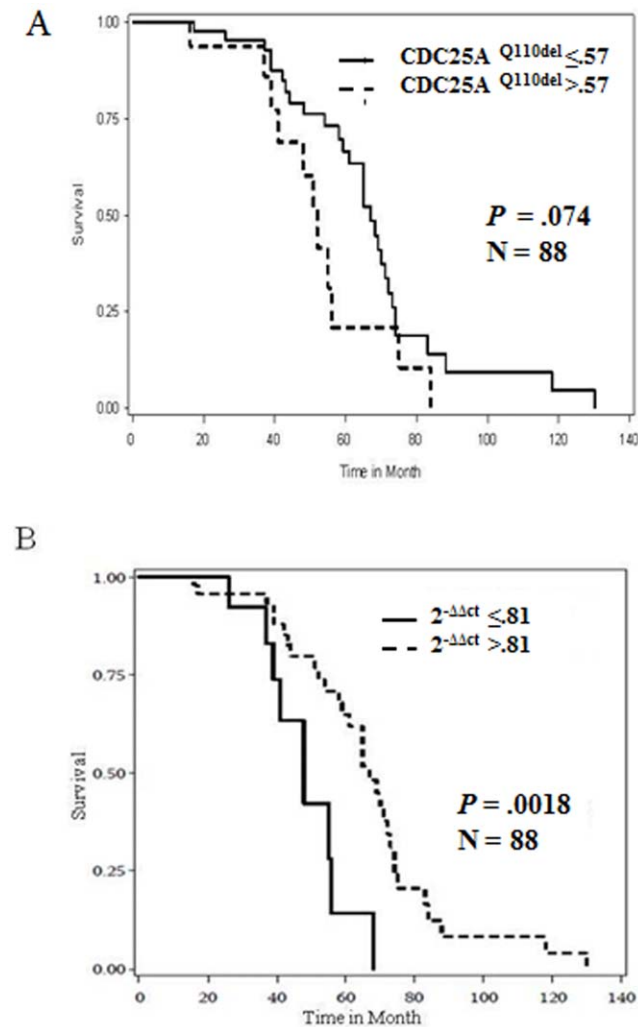 A
CDC25A Q110del ≤.57
CDC25A Q110del >.57
P = .074
N = 88
Survival
1.00
0.75
0.50
0.25
0.00
0 20 40 60 80 100 120 140
Time in Month
B
2-ΔΔct ≤.81
2-ΔΔct >.81
P = .0018
N = 88
Survival
1.00
0.75
0.50
0.25
0.00
0 20 40 60 80 100 120 140
Time in Month